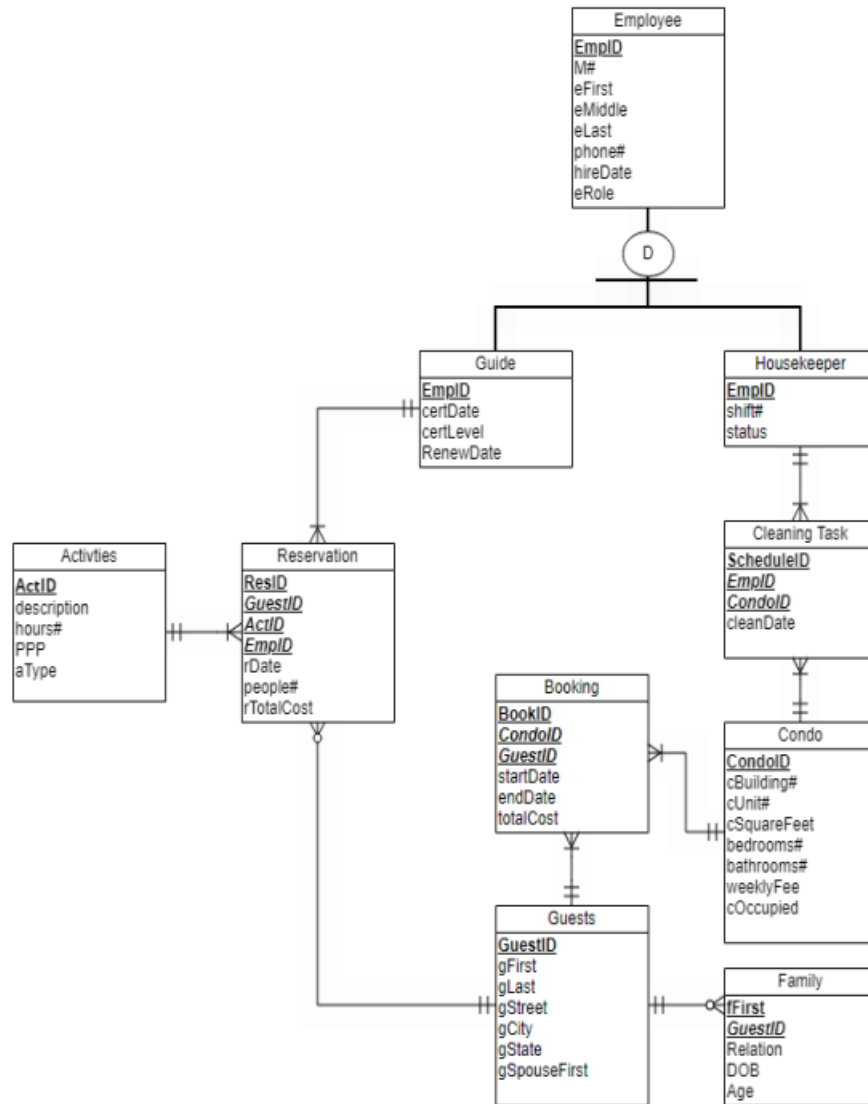 Employee
EmpID
M#
eFirst
eMiddle
eLast
phone#
hireDate
eRole
D
Guide
EmpID
certDate
certLevel
RenewDate
Housekeeper
EmpID
shift#
status
Activties
ActID
description
hours#
PPP
aType
Reservation
ResID
GuestID
ActID
EmpID
rDate
people#
rTotalCost
Cleaning Task
ScheduleID
EmpID
CondoID
cleanDate
Booking
BookID
CondoID
GuestID
startDate
endDate
totalCost
Condo
CondoID
cBuilding#
cUnit#
cSquareFeet
bedrooms#
bathrooms#
weeklyFee
cOccupied
Guests
GuestID
gFirst
gLast
gStreet
gCity
gState
gSpouseFirst
Family
fFirst
GuestID
Relation
DOB
Age